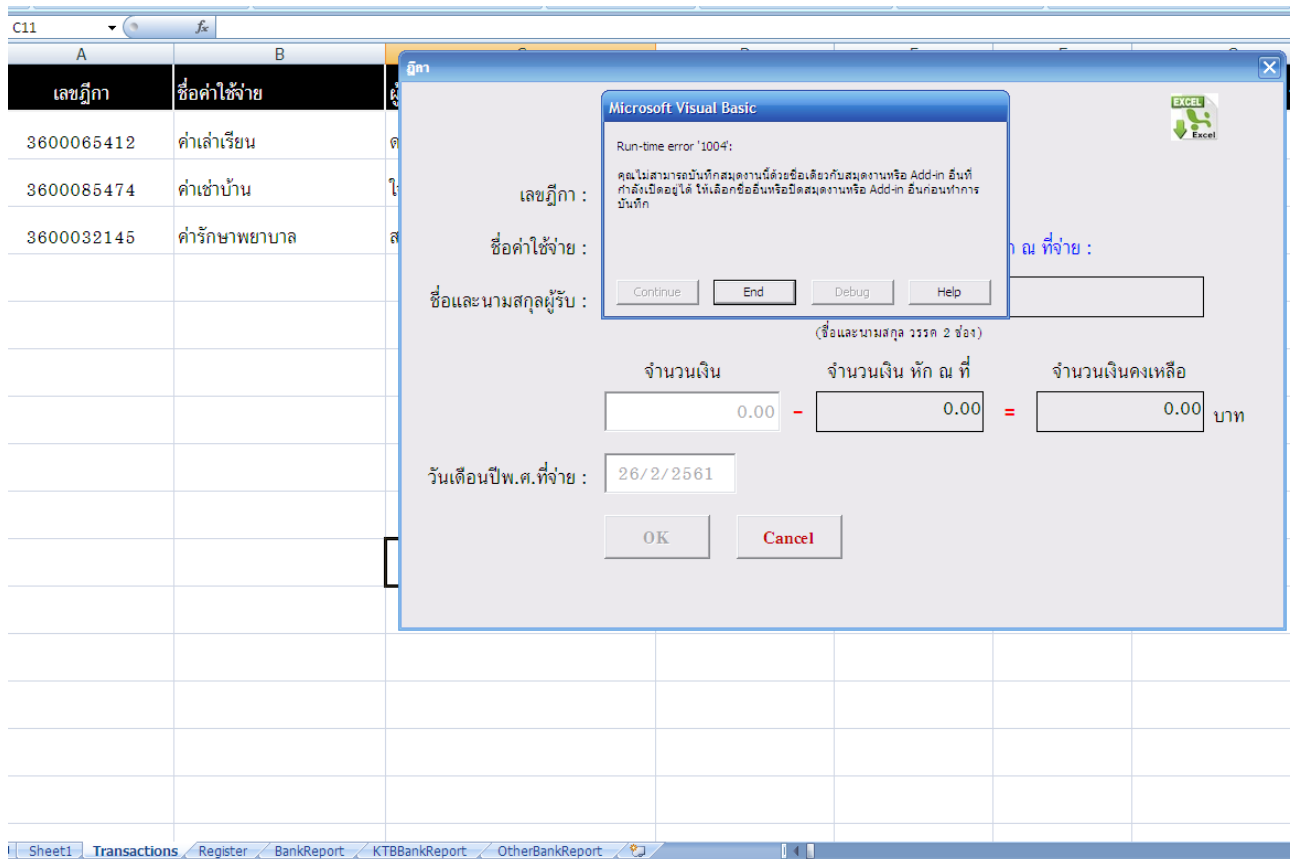 C11 fx
A B
เลขฎีกา ชื่อค่าใช้จ่าย
3600065412 ค่าเล่าเรียน
3600085474 ค่าเช่าบ้าน
3600032145 ค่ารักษาพยาบาล
ฎีกา
EXCEL
Excel
Microsoft Visual Basic
Run-time error '1004':
คุณไม่สามารถบันทึกสมุดงานนี้ด้วยชื่อเดียวกับสมุดงานหรือ Add-in อื่นที่
กำลังเปิดอยู่ได้ ให้เลือกชื่ออื่นหรือปิดสมุดงานหรือ Add-in อื่นก่อนทำการ
บันทึก
Continue End Debug Help
เลขฎีกา :
ชื่อค่าใช้จ่าย : ณ ที่จ่าย :
ชื่อและนามสกุลผู้รับ :
(ชื่อและนามสกุล วรรค 2 ช่อง)
จำนวนเงิน จำนวนเงิน หัก ณ ที่ จำนวนเงินคงเหลือ
0.00 - 0.00 = 0.00 บาท
วันเดือนปีพ.ศ.ที่จ่าย : 26/2/2561
OK Cancel
Sheet1 Transactions Register BankReport KTBBankReport OtherBankReport